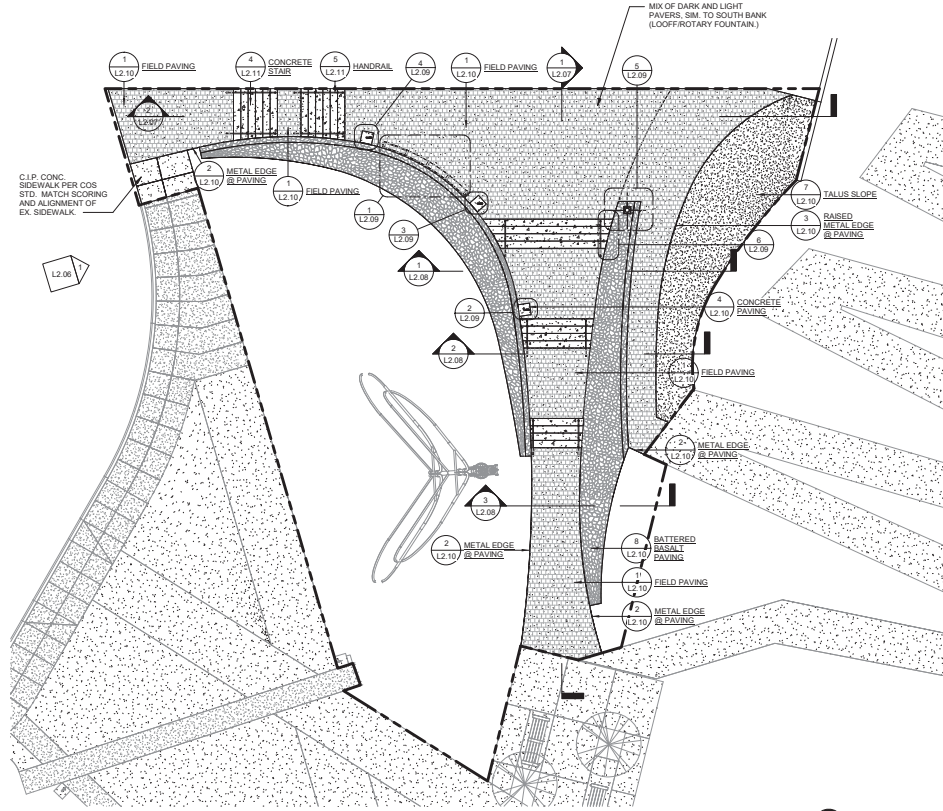 MIX OF DARK AND LIGHT
PAVERS, SIM. TO SOUTH BANK
(LOOFF/ROTARY FOUNTAIN.)
1
L2.10
FIELD PAVING
4
L2.11
CONCRETE
STAIR
5
L2.11
HANDRAIL
4
L2.09
1
L2.10
FIELD PAVING
1
L2.07
5
L2.09
2
L2.07
C.I.P. CONC.
SIDEWALK PER COS
STD. MATCH SCORING
AND ALIGNMENT OF
EX. SIDEWALK.
2
L2.10
METAL EDGE
@ PAVING
1
L2.10
FIELD PAVING
1
L2.09
3
L2.09
7
L2.10
TALUS SLOPE
3
L2.10
RAISED
METAL EDGE
@ PAVING
6
L2.09
1
L2.06
1
L2.08
2
L2.09
4
L2.10
CONCRETE
PAVING
2
L2.08
1
L2.10
FIELD PAVING
2
L2.10
METAL EDGE
@ PAVING
3
L2.08
2
L2.10
METAL EDGE
@ PAVING
8
L2.10
BATTERED
BASALT
PAVING
1
L2.10
FIELD PAVING
2
L2.10
METAL EDGE
@ PAVING